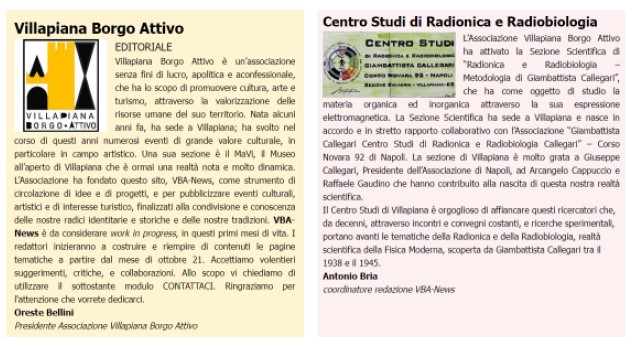 Villapiana Borgo Attivo
VILLAPIANA
BORGO • ATTIVO
EDITORIALE
Villapiana Borgo Attivo è un'associazione
senza fini di lucro, apolitica e aconfessionale,
che ha lo scopo di promuovere cultura, arte e
turismo, attraverso la valorizzazione delle
risorse umane del suo territorio. Nata alcuni
anni fa, ha sede a Villapiana; ha svolto nel
corso di questi anni numerosi eventi di grande valore culturale, in
particolare in campo artistico. Una sua sezione è il MaVi, il Museo
all'aperto di Villapiana che è ormai una realtà nota e molto dinamica.
L'Associazione ha fondato questo sito, VBA-News, come strumento di
circolazione di idee e di progetti, e per pubblicizzare eventi culturali,
artistici e di interesse turistico, finalizzati alla condivisione e conoscenza
delle nostre radici identitarie e storiche e delle nostre tradizioni. VBA-
News è da considerare work in progress, in questi primi mesi di vita. I
redattori inizieranno a costruire e riempire di contenuti le pagine
tematiche a partire dal mese di ottobre 21. Accettiamo volentieri
suggerimenti, critiche, e collaborazioni. Allo scopo vi chiediamo di
utilizzare il sottostante modulo CONTATTACI. Ringraziamo per
l'attenzione che vorrete dedicarci.
Oreste Bellini
Presidente Associazione Villapiana Borgo Attivo
Centro Studi di Radionica e Radiobiologia
CENTRO STUDI
DI RADIONICA E RADIOBIOLOGIA
GIAMBATTISTA CALLEGARI
CORSO NOVARA 92 - NAPOLI
L'Associazione Villapiana Borgo Attivo
ha attivato la Sezione Scientifica di
"Radionica e Radiobiologia –
Metodologia di Giambattista Callegari",
che ha come oggetto di studio la
materia organica ed inorganica attraverso la sua espressione
elettromagnetica. La Sezione Scientifica ha sede a Villapiana e nasce in
accordo e in stretto rapporto collaborativo con l'Associazione "Giambattista
Callegari Centro Studi di Radionica e Radiobiologia Callegari" – Corso
Novara 92 di Napoli. La sezione di Villapiana è molto grata a Giuseppe
Callegari, Presidente dell'Associazione di Napoli, ad Arcangelo Cappuccio e
Raffaele Gaudino che hanno contibuito alla nascita di questa nostra realtà
scientifica.
Il Centro Studi di Villapiana è orgoglioso di affiancare questi ricercatori che,
da decenni, attraverso incontri e convegni costanti, e ricerche sperimentali,
portano avanti le tematiche della Radionica e della Radiobiologia, realtà
scientifica della Fisica Moderna, scoperta da Giambattista Callegari tra il
1938 e il 1945.
Antonio Bria
coordinatore redazione VBA-News